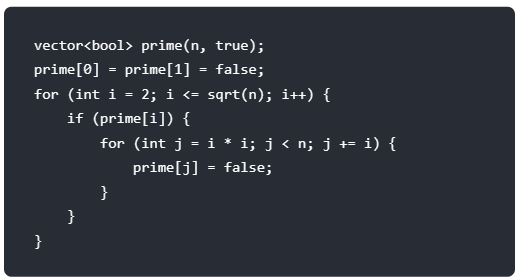 vector<bool> prime(n, true);
prime[0] = prime[1] = false;
for (int i = 2; i <= sqrt(n); i++) {
    if (prime[i]) {
        for (int j = i * i; j < n; j += i) {
            prime[j] = false;
        }
    }
}